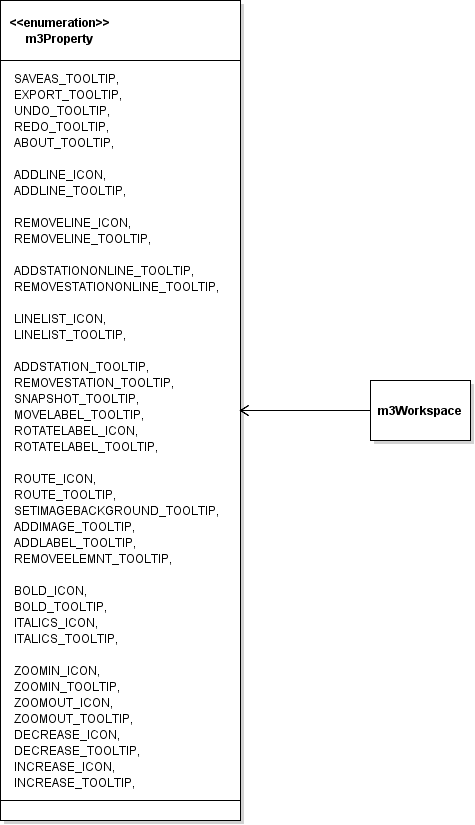 <<enumeration>>
m3Property
SAVEAS_TOOLTIP,
EXPORT_TOOLTIP,
UNDO_TOOLTIP,
REDO_TOOLTIP,
ABOUT_TOOLTIP,
ADDLINE_ICON,
ADDLINE_TOOLTIP,
REMOVELINE_ICON,
REMOVELINE_TOOLTIP,
ADDSTATIONONLINE_TOOLTIP,
REMOVESTATIONONLINE_TOOLTIP,
LINELIST_ICON,
LINELIST_TOOLTIP,
ADDSTATION_TOOLTIP,
REMOVESTATION_TOOLTIP,
SNAPSHOT_TOOLTIP,
MOVELABEL_TOOLTIP,
ROTATELABEL_ICON,
ROTATELABEL_TOOLTIP,
ROUTE_ICON,
ROUTE_TOOLTIP,
SETIMAGEBACKGROUND_TOOLTIP,
ADDIMAGE_TOOLTIP,
ADDLABEL_TOOLTIP,
REMOVEELEMNT_TOOLTIP,
BOLD_ICON,
BOLD_TOOLTIP,
ITALICS_ICON,
ITALICS_TOOLTIP,
ZOOMIN_ICON,
ZOOMIN_TOOLTIP,
ZOOMOUT_ICON,
ZOOMOUT_TOOLTIP,
DECREASE_ICON,
DECREASE_TOOLTIP,
INCREASE_ICON,
INCREASE_TOOLTIP,
m3Workspace